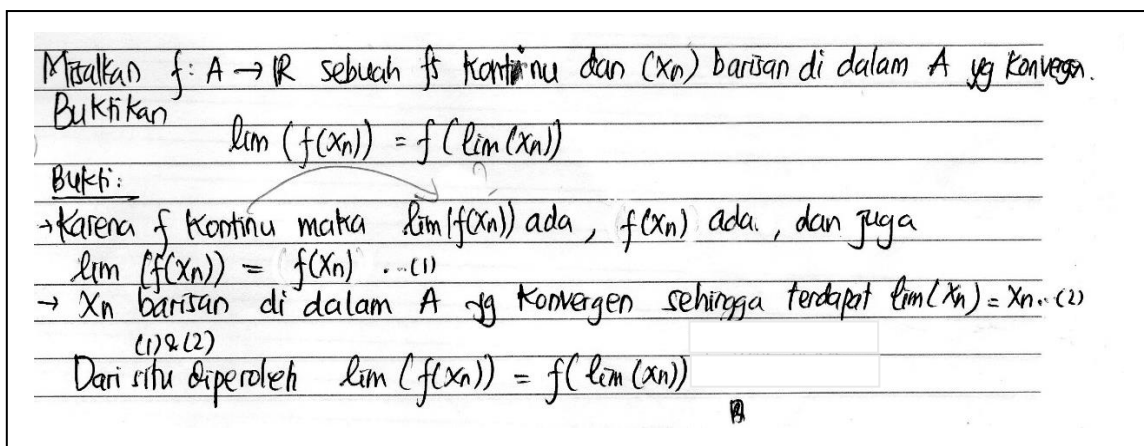 Misalkan f : A → R sebuah fs kontinu dan (xn) barisan di dalam A yg konvergen.
Buktikan
lim (f(xn)) = f (lim(xn))
Bukti:
→ Karena f kontinu maka lim(f(xn)) ada, f(xn) ada, dan juga
lim (f(xn)) = f(xn) ...(1)
→ Xn barisan di dalam A yg konvergen sehingga terdapat lim(xn) = xn...(2)
(1)&(2)
Dari situ diperoleh lim (f(xn)) = f(lim (xn))